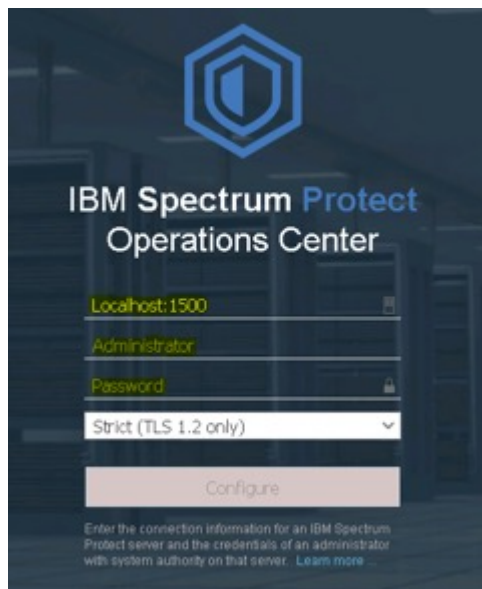 IBM Spectrum Protect
Operations Center
Localhost:1500
Administrator
Password
Strict (TLS 1.2 only)
Configure
Enter the connection information for an IBM Spectrum
Protect server and the credentials of an administrator
with system authority on that server. Learn more ...